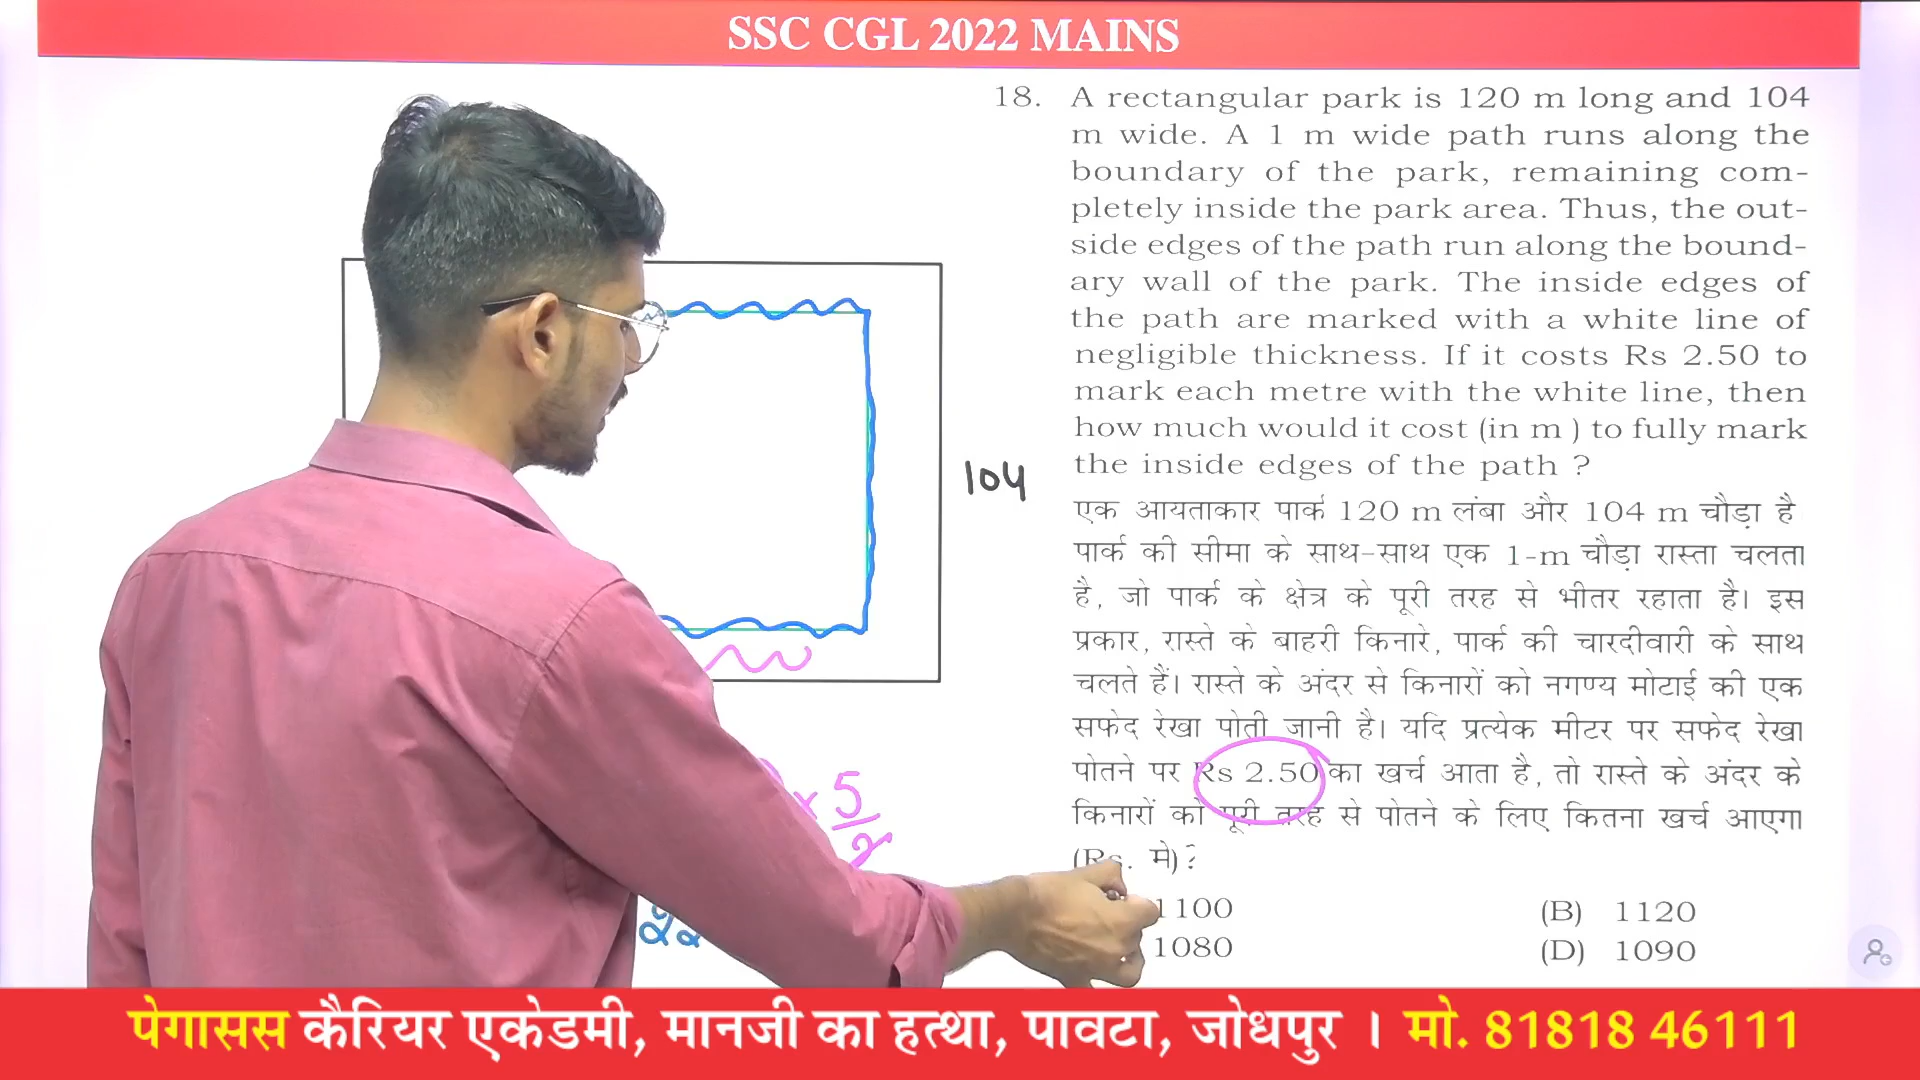 SSC CGL 2022 MAINS
18. A rectangular park is 120 m long and 104
m wide. A 1 m wide path runs along the
boundary of the park, remaining com-
pletely inside the park area. Thus, the out-
side edges of the path run along the bound-
ary wall of the park. The inside edges of
the path are marked with a white line of
negligible thickness. If it costs Rs 2.50 to
mark each metre with the white line, then
how much would it cost (in m ) to fully mark
the inside edges of the path ?
104
एक आयताकार पार्क 120 m लंबा और 104 m चौड़ा है
पार्क की सीमा के साथ-साथ एक 1-m चौड़ा रास्ता चलता
है, जो पार्क के क्षेत्र के पूरी तरह से भीतर रहाता है। इस
प्रकार, रास्ते के बाहरी किनारे, पार्क की चारदीवारी के साथ
चलते हैं। रास्ते के अंदर से किनारों को नगण्य मोटाई की एक
सफेद रेखा पोती जानी है। यदि प्रत्येक मीटर पर सफेद रेखा
पोतने पर Rs 2.50 का खर्च आता है, तो रास्ते के अंदर के
किनारों को पूरी तरह से पोतने के लिए कितना खर्च आएगा
(Rs. मे)?
× 5/2
22
1100 (B) 1120
1080 (D) 1090
पेगासस कैरियर एकेडमी, मानजी का हत्था, पावटा, जोधपुर । मो. 81818 46111